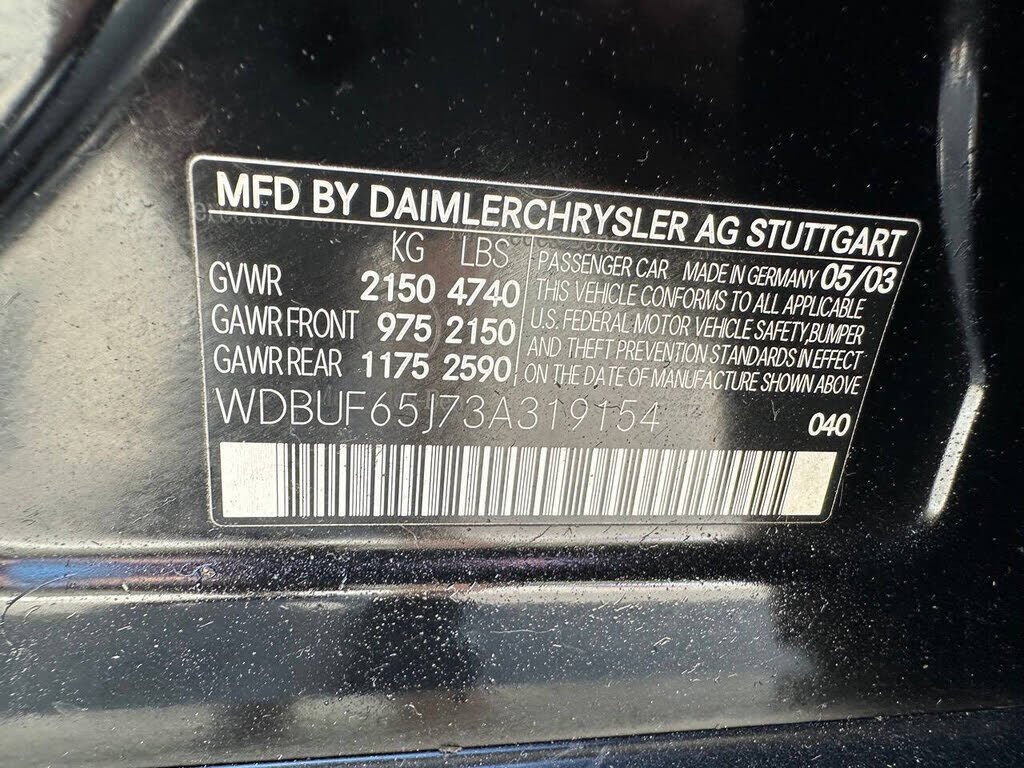 MFD BY DAIMLERCHRYSLER AG STUTTGART
KG LBS
GVWR 2150 4740
GAWR FRONT 975 2150
GAWR REAR 1175 2590
PASSENGER CAR MADE IN GERMANY 05/03
THIS VEHICLE CONFORMS TO ALL APPLICABLE
U.S. FEDERAL MOTOR VEHICLE SAFETY,BUMPER
AND THEFT PREVENTION STANDARDS IN EFFECT
ON THE DATE OF MANUFACTURE SHOWN ABOVE
WDBUF65J73A319154
040